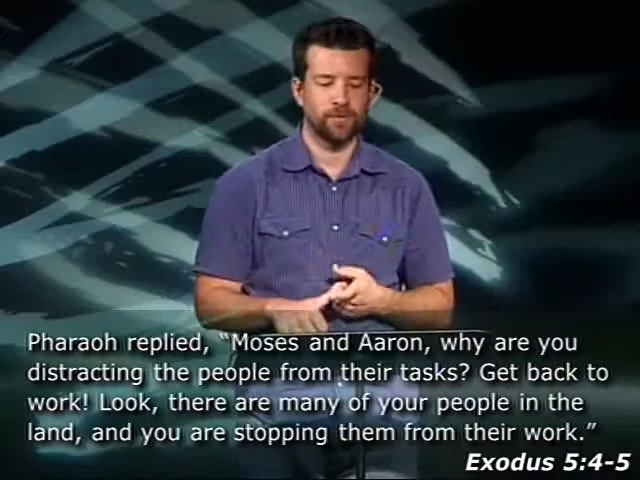 Pharaoh replied, “Moses and Aaron, why are you
distracting the people from their tasks? Get back to
work! Look, there are many of your people in the
land, and you are stopping them from their work.”
Exodus 5:4-5